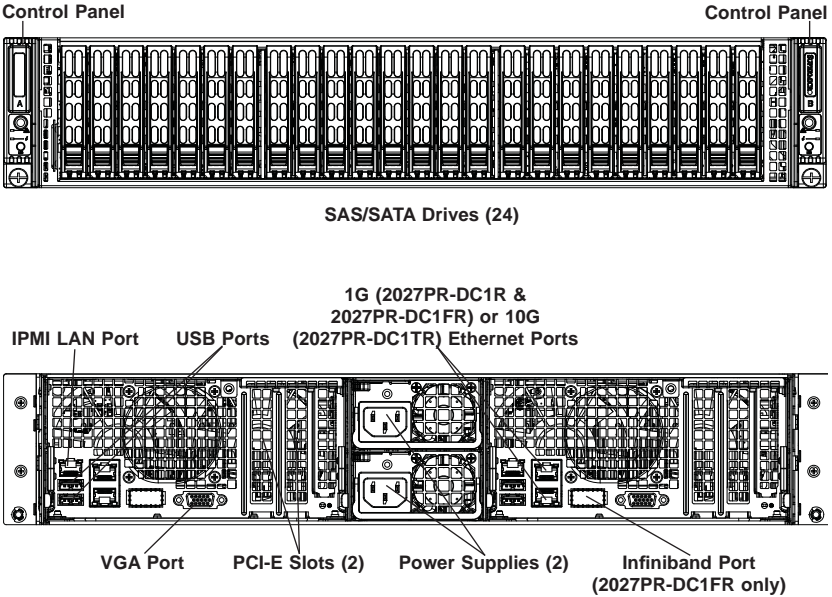 Control Panel
Control Panel
A
B
SAS/SATA Drives (24)
1G (2027PR-DC1R &
2027PR-DC1FR) or 10G
(2027PR-DC1TR) Ethernet Ports
IPMI LAN Port
USB Ports
VGA Port
PCI-E Slots (2)
Power Supplies (2)
Infiniband Port
(2027PR-DC1FR only)